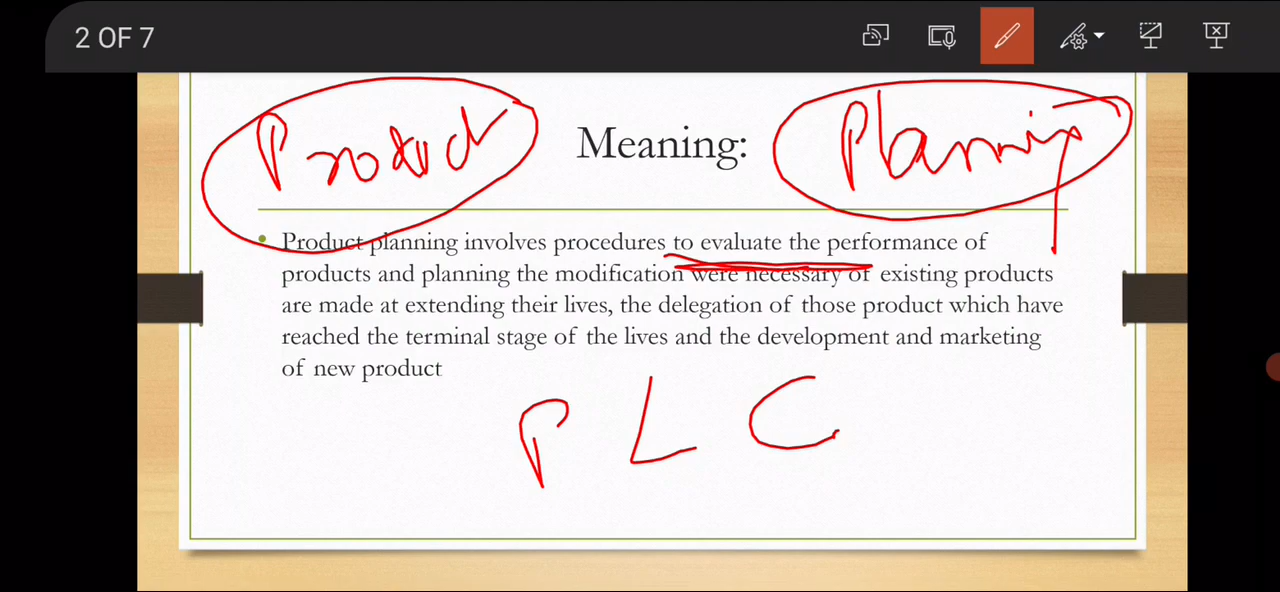 2 OF 7
Product Meaning: Planning
• Product planning involves procedures to evaluate the performance of
products and planning the modification were necessary of existing products
are made at extending their lives, the delegation of those product which have
reached the terminal stage of the lives and the development and marketing
of new product
PLC